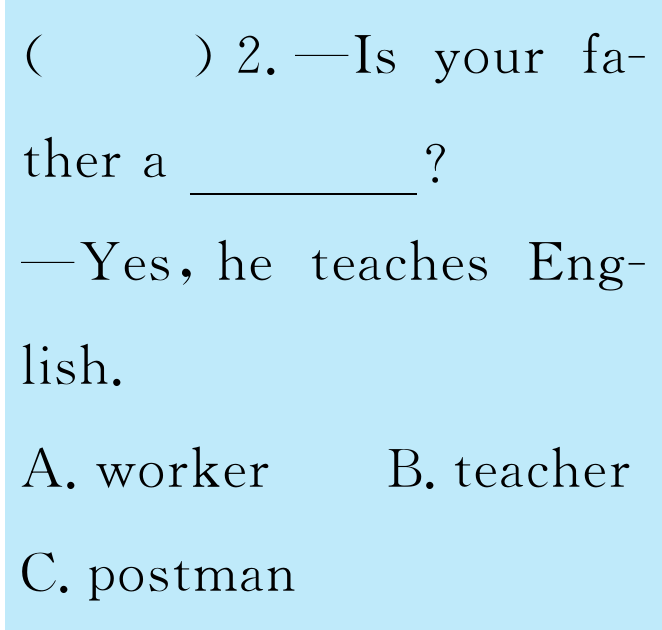 (    ) 2. —Is your fa-
ther a ________ ?
—Yes, he teaches Eng-
lish.
A. worker    B. teacher
C. postman